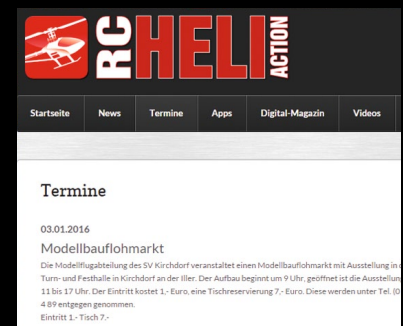 RC HELI ACTION
Startseite News Termine Apps Digital-Magazin Videos
Termine
03.01.2016
Modellbauflohmarkt
Die Modellflugabteilung des SV Kirchdorf veranstaltet einen Modellbauflohmarkt mit Ausstellung in
Turn- und Festhalle in Kirchdorf an der Iller. Der Aufbau beginnt um 9 Uhr, geöffnet ist die Ausstellun
11 bis 17 Uhr. Der Eintritt kostet 1,- Euro, eine Tischreservierung 7,- Euro. Diese werden unter Tel. (0
4 89 entgegen genommen.
Eintritt 1.- Tisch 7.-